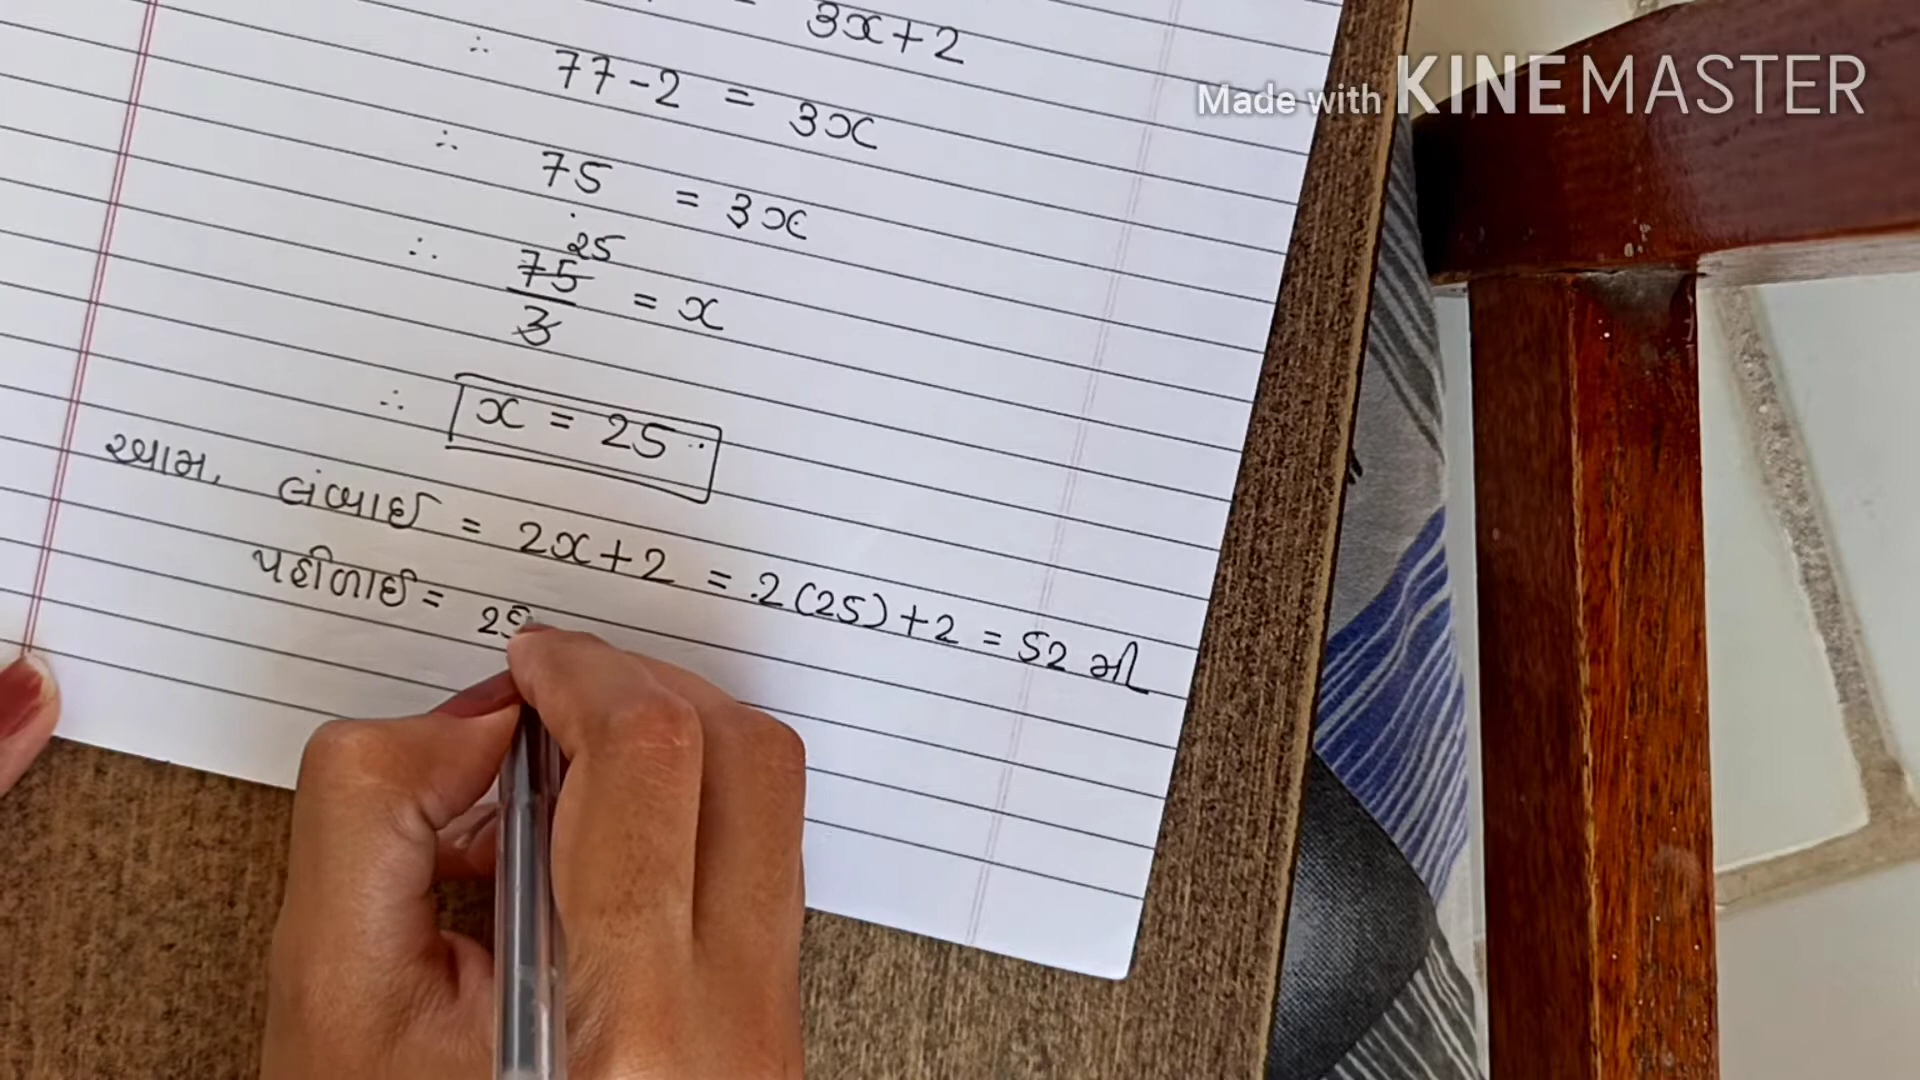 = 3x+2
Made with KINEMASTER
∴ 77-2 = 3x
∴ 75 = 3x
25
∴ 75/3 = x
∴ x = 25
આમ, લંબાઈ = 2x+2 = 2(25)+2 = 52 મી
પહોળાઈ = 25